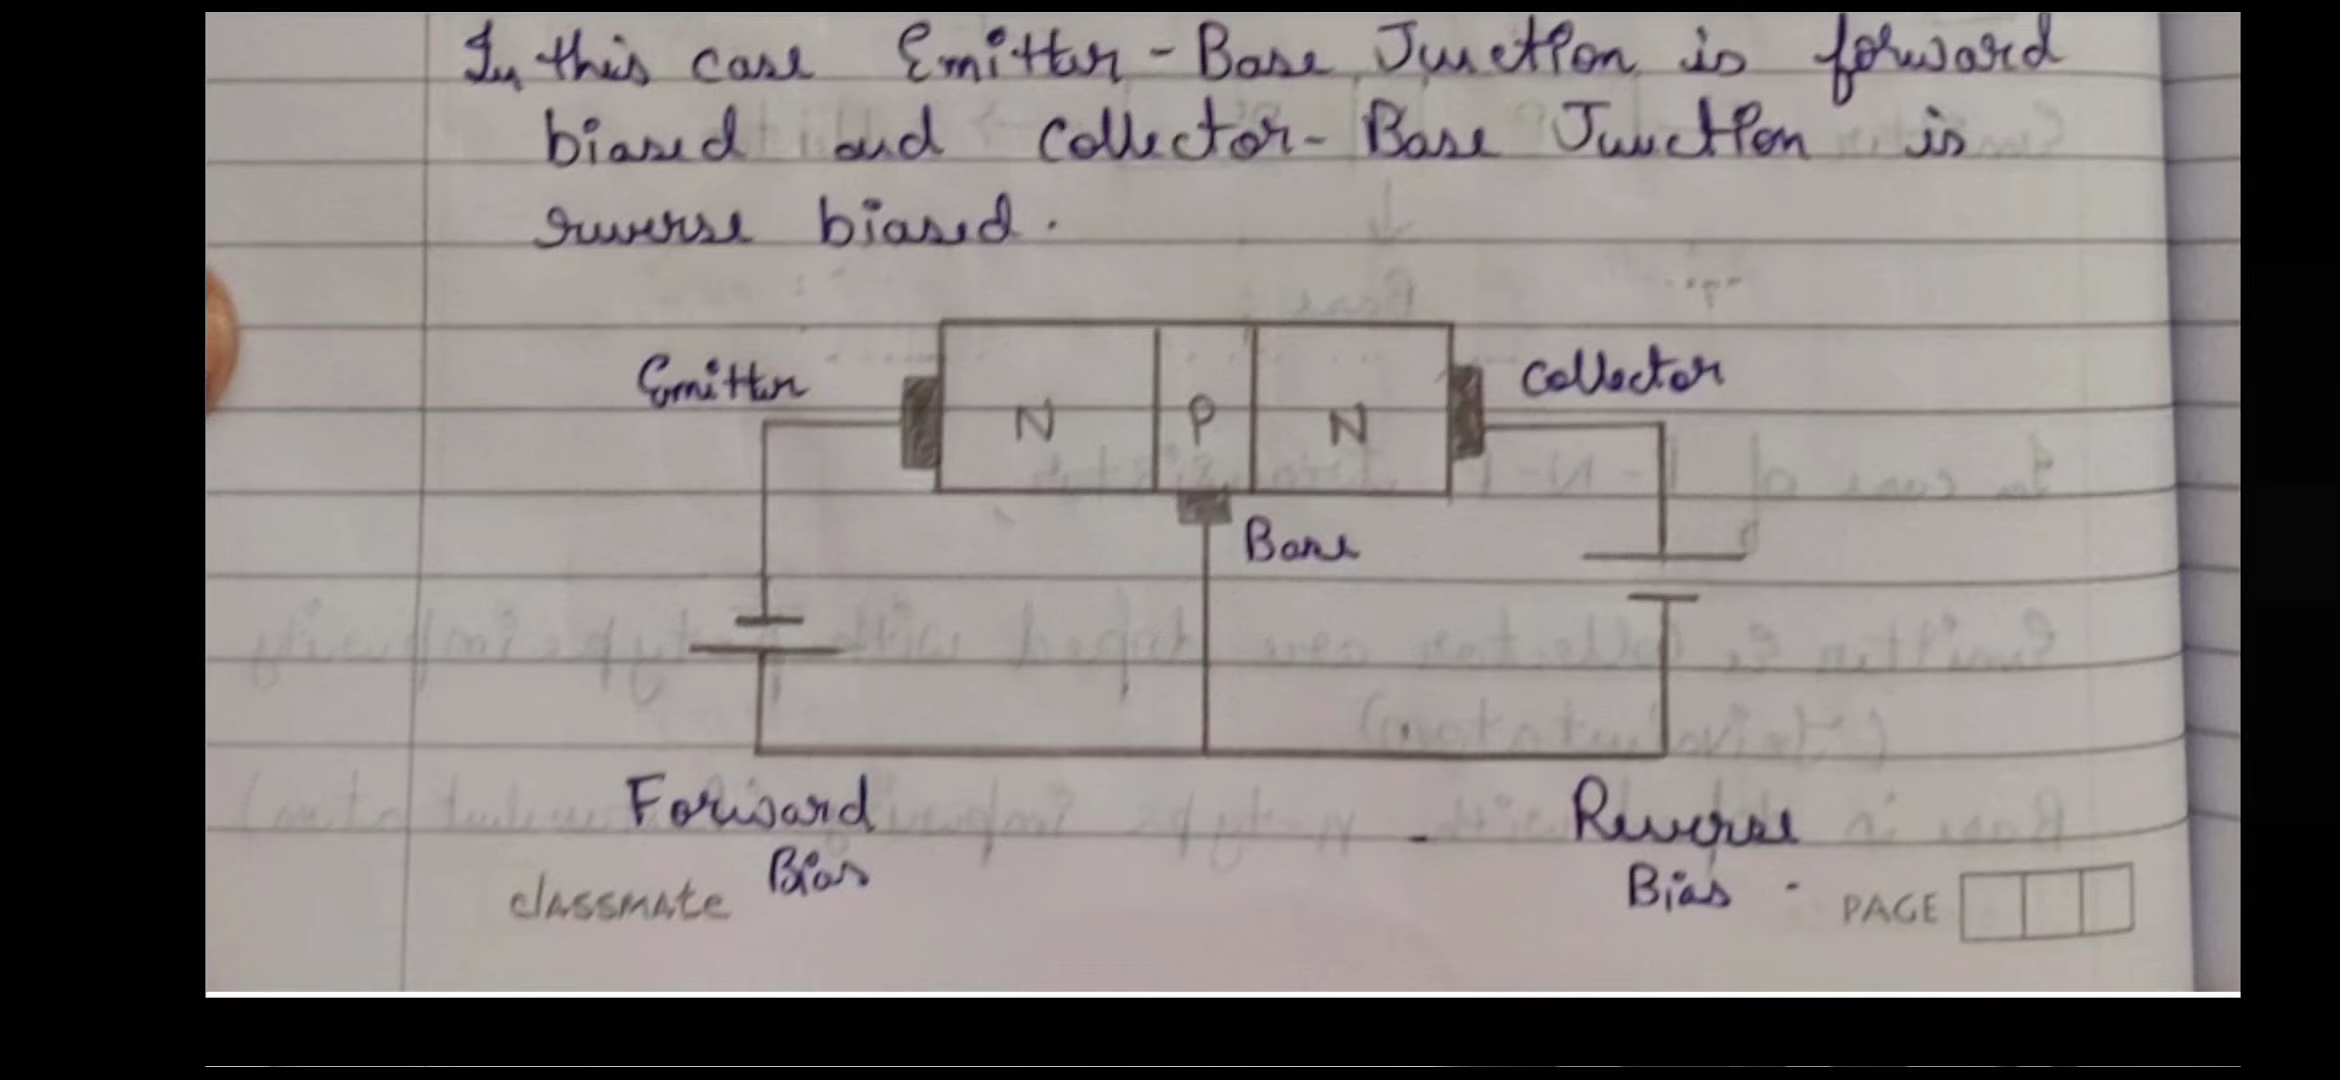 In this case Emitter - Base Junction is forward
biased and Collector - Base Junction is
reverse biased.
Emitter
Collector
N P N
Base
Forward
Bias
Reverse
Bias
classmate
PAGE